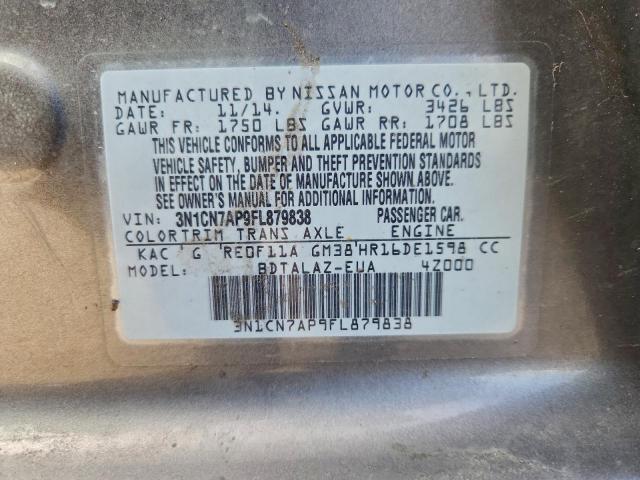 MANUFACTURED BY NISSAN MOTOR CO., LTD.
DATE: 11/14. GVWR: 3426 LBS
GAWR FR: 1750 LBS GAWR RR: 1708 LBS
THIS VEHICLE CONFORMS TO ALL APPLICABLE FEDERAL MOTOR
VEHICLE SAFETY, BUMPER AND THEFT PREVENTION STANDARDS
IN EFFECT ON THE DATE OF MANUFACTURE SHOWN ABOVE.
SEE OWNER'S MANUAL FOR ADDITIONAL INFORMATION.
VIN: 3N1CN7AP9FL879838 PASSENGER CAR.
COLORTRIM TRANS AXLE ENGINE
KAC G RE0F11A GM38 HR16DE1598 CC
MODEL: BDTALAZ-EUA 4Z000
3N1CN7AP9FL879838